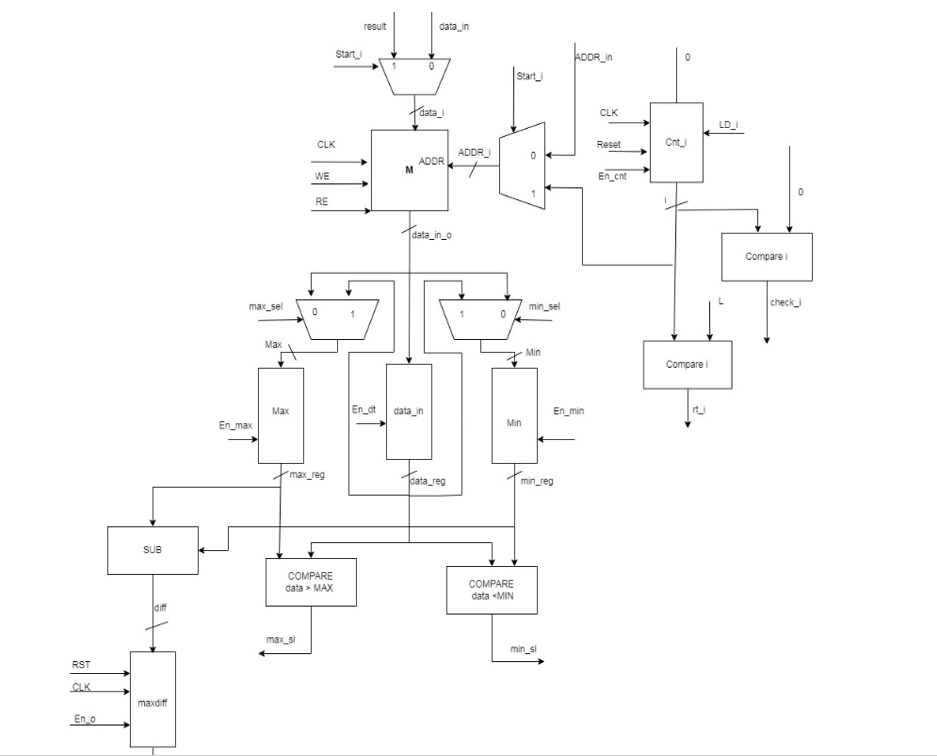 result
data_in
Start_i
1
0
data_i
Start_i
ADDR_in
0
CLK
LD_i
Cnt_i
Reset
En_cnt
CLK
ADDR
ADDR_i
M
WE
RE
0
1
i
0
data_in_o
Compare i
max_sel
0
1
1
0
min_sel
check_i
L
Max
Min
Compare i
En_dt
data_in
Max
En_max
Min
En_min
rt_i
max_reg
data_reg
min_reg
SUB
COMPARE
data > MAX
COMPARE
data <MIN
diff
max_sl
min_sl
RST
CLK
maxdiff
En_o